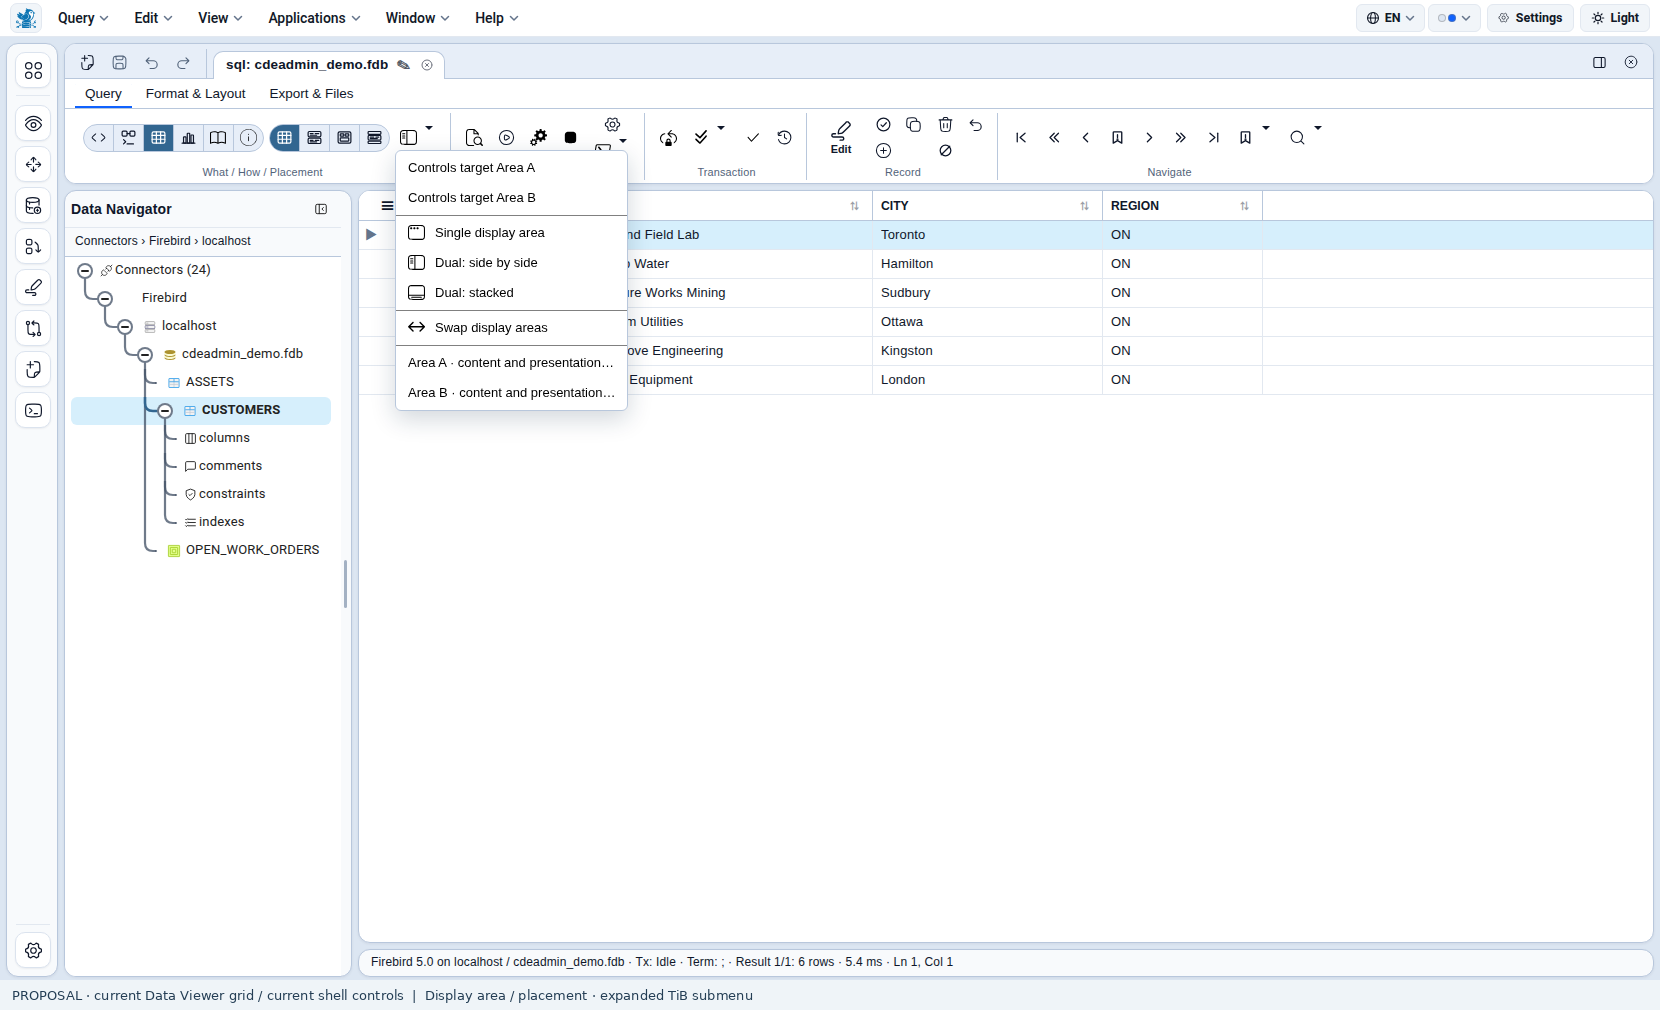 Query Edit View Applications Window Help EN Settings Light
sql: cdeadmin_demo.fdb
Query Format & Layout Export & Files
Edit
What / How / Placement Transaction Record Navigate
Controls target Area A
Controls target Area B
Single display area
Dual: side by side
Dual: stacked
Swap display areas
Area A · content and presentation...
Area B · content and presentation...
Data Navigator
Connectors › Firebird › localhost
Connectors (24)
Firebird
localhost
cdeadmin_demo.fdb
ASSETS
CUSTOMERS
columns
comments
constraints
indexes
OPEN_WORK_ORDERS
CITY REGION
Field Lab Toronto ON
Water Hamilton ON
Works Mining Sudbury ON
Utilities Ottawa ON
Engineering Kingston ON
Equipment London ON
Firebird 5.0 on localhost / cdeadmin_demo.fdb · Tx: Idle · Term: ; · Result 1/1: 6 rows · 5.4 ms · Ln 1, Col 1
PROPOSAL · current Data Viewer grid / current shell controls | Display area / placement · expanded TiB submenu